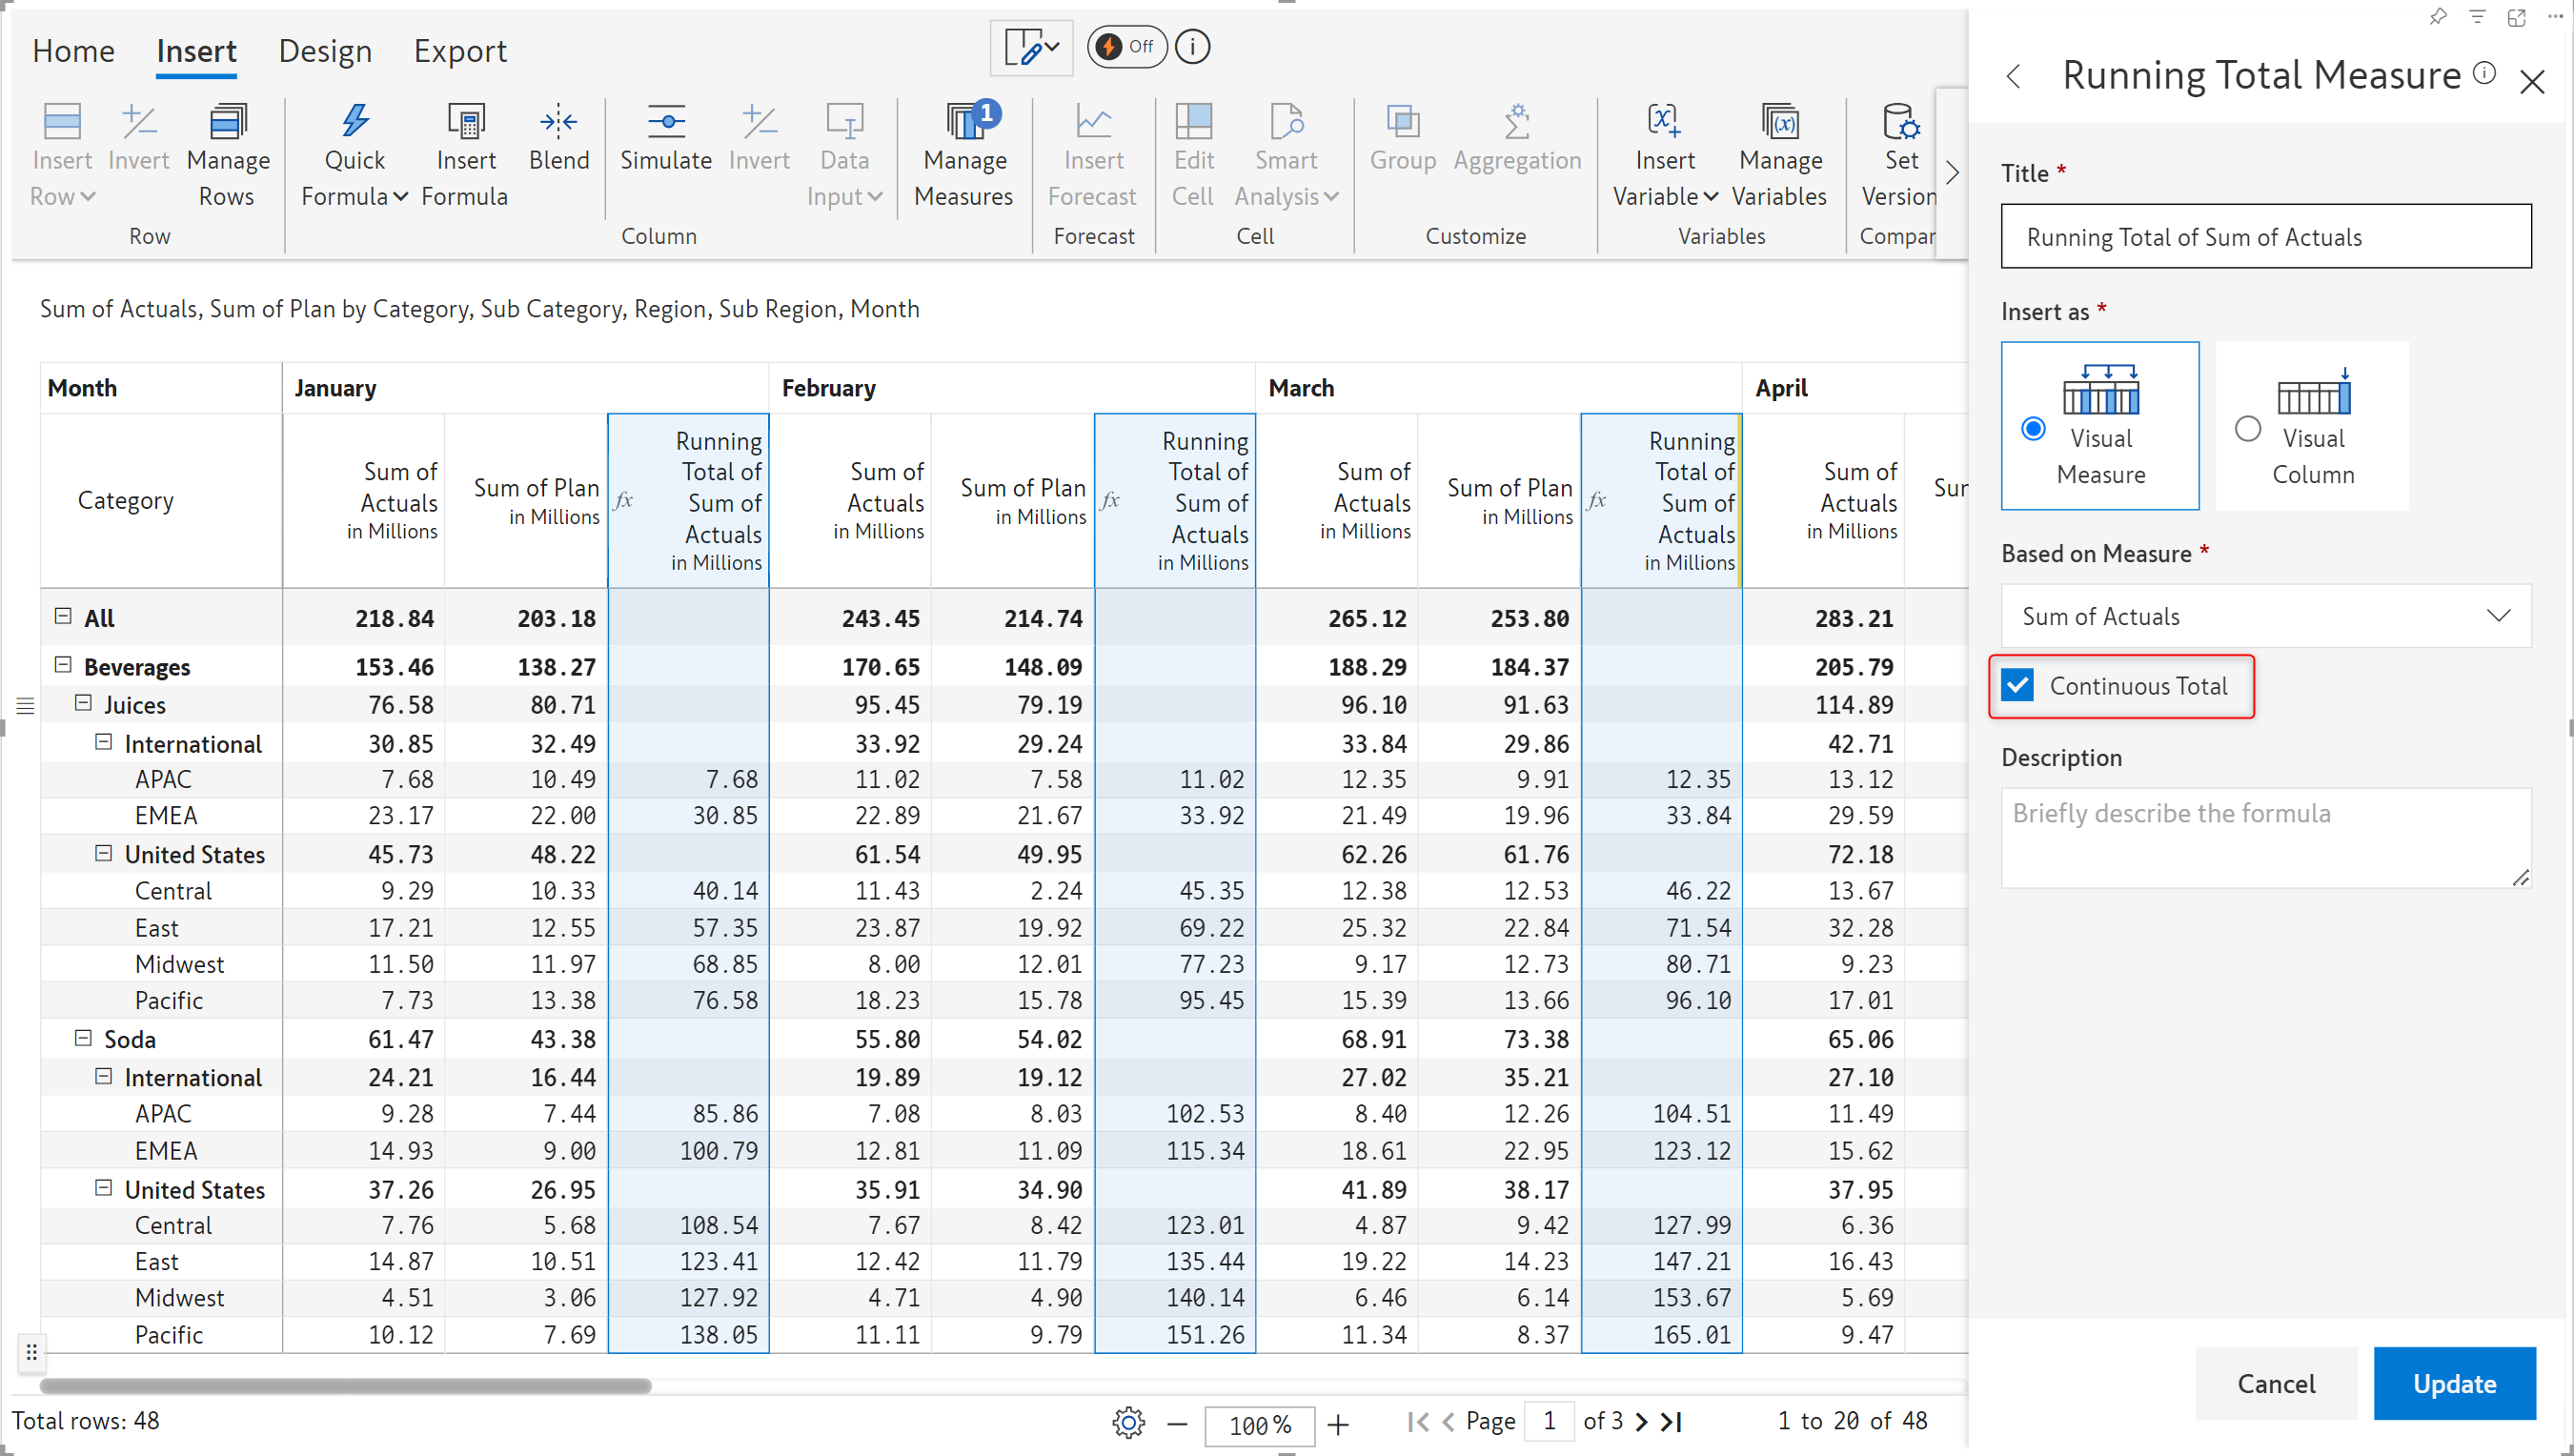 Home Insert Design Export Off
Insert Row Invert Manage Rows Quick Formula Insert Formula Blend Simulate Invert Data Input 1 Manage Measures Insert Forecast Edit Cell Smart Analysis Group Aggregation Insert Variable Manage Variables Set Version
Row Column Forecast Cell Customize Variables Compar
Sum of Actuals, Sum of Plan by Category, Sub Category, Region, Sub Region, Month
Month January February March April
Category Sum of Actuals in Millions Sum of Plan in Millions fx Running Total of Sum of Actuals in Millions Sum of Actuals in Millions Sum of Plan in Millions fx Running Total of Sum of Actuals in Millions Sum of Actuals in Millions Sum of Plan in Millions fx Running Total of Sum of Actuals in Millions Sum of Actuals in Millions Sum
All 218.84 203.18 243.45 214.74 265.12 253.80 283.21
Beverages 153.46 138.27 170.65 148.09 188.29 184.37 205.79
Juices 76.58 80.71 95.45 79.19 96.10 91.63 114.89
International 30.85 32.49 33.92 29.24 33.84 29.86 42.71
APAC 7.68 10.49 7.68 11.02 7.58 11.02 12.35 9.91 12.35 13.12
EMEA 23.17 22.00 30.85 22.89 21.67 33.92 21.49 19.96 33.84 29.59
United States 45.73 48.22 61.54 49.95 62.26 61.76 72.18
Central 9.29 10.33 40.14 11.43 2.24 45.35 12.38 12.53 46.22 13.67
East 17.21 12.55 57.35 23.87 19.92 69.22 25.32 22.84 71.54 32.28
Midwest 11.50 11.97 68.85 8.00 12.01 77.23 9.17 12.73 80.71 9.23
Pacific 7.73 13.38 76.58 18.23 15.78 95.45 15.39 13.66 96.10 17.01
Soda 61.47 43.38 55.80 54.02 68.91 73.38 65.06
International 24.21 16.44 19.89 19.12 27.02 35.21 27.10
APAC 9.28 7.44 85.86 7.08 8.03 102.53 8.40 12.26 104.51 11.49
EMEA 14.93 9.00 100.79 12.81 11.09 115.34 18.61 22.95 123.12 15.62
United States 37.26 26.95 35.91 34.90 41.89 38.17 37.95
Central 7.76 5.68 108.54 7.67 8.42 123.01 4.87 9.42 127.99 6.36
East 14.87 10.51 123.41 12.42 11.79 135.44 19.22 14.23 147.21 16.43
Midwest 4.51 3.06 127.92 4.71 4.90 140.14 6.46 6.14 153.67 5.69
Pacific 10.12 7.69 138.05 11.11 9.79 151.26 11.34 8.37 165.01 9.47
Total rows: 48 100 % Page 1 of 3 1 to 20 of 48
Running Total Measure
Title *
Running Total of Sum of Actuals
Insert as *
Visual Measure Visual Column
Based on Measure *
Sum of Actuals
Continuous Total
Description
Briefly describe the formula
Cancel Update